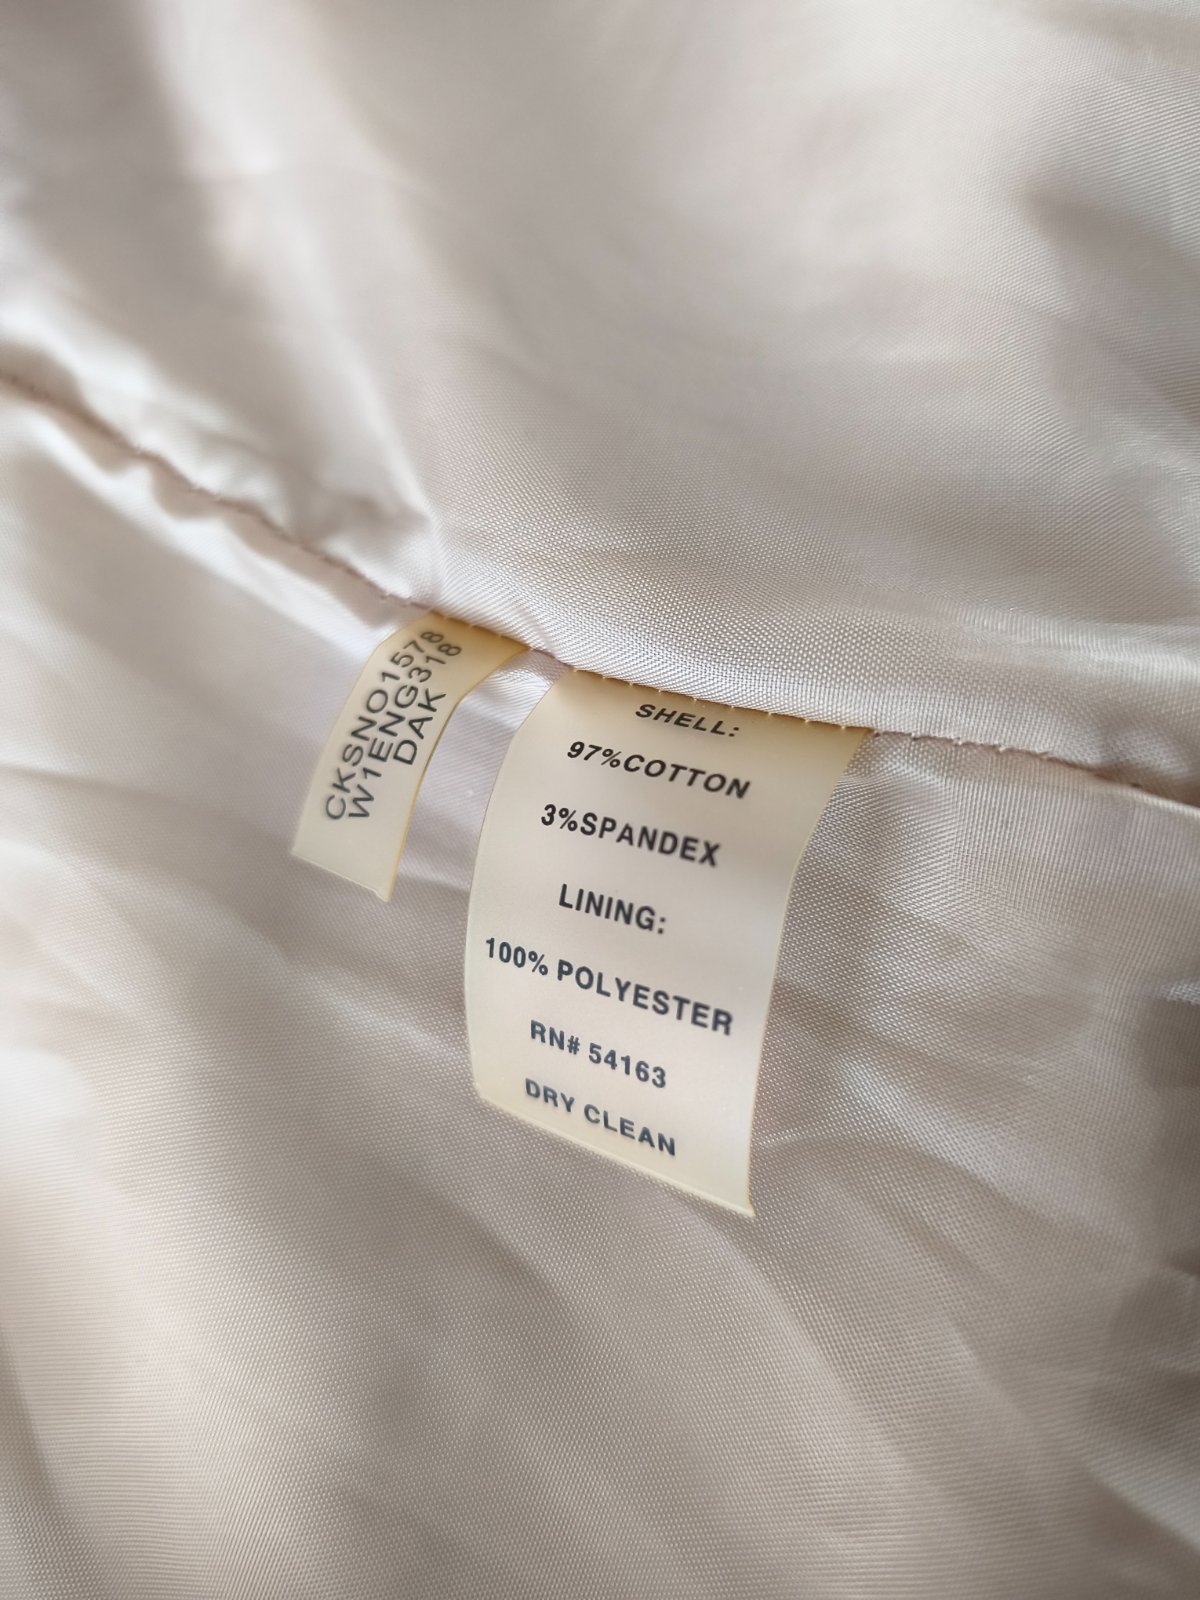 CKSNO1578
W1ENG318
DAK
SHELL:
97%COTTON
3%SPANDEX
LINING:
100% POLYESTER
RN# 54163
DRY CLEAN